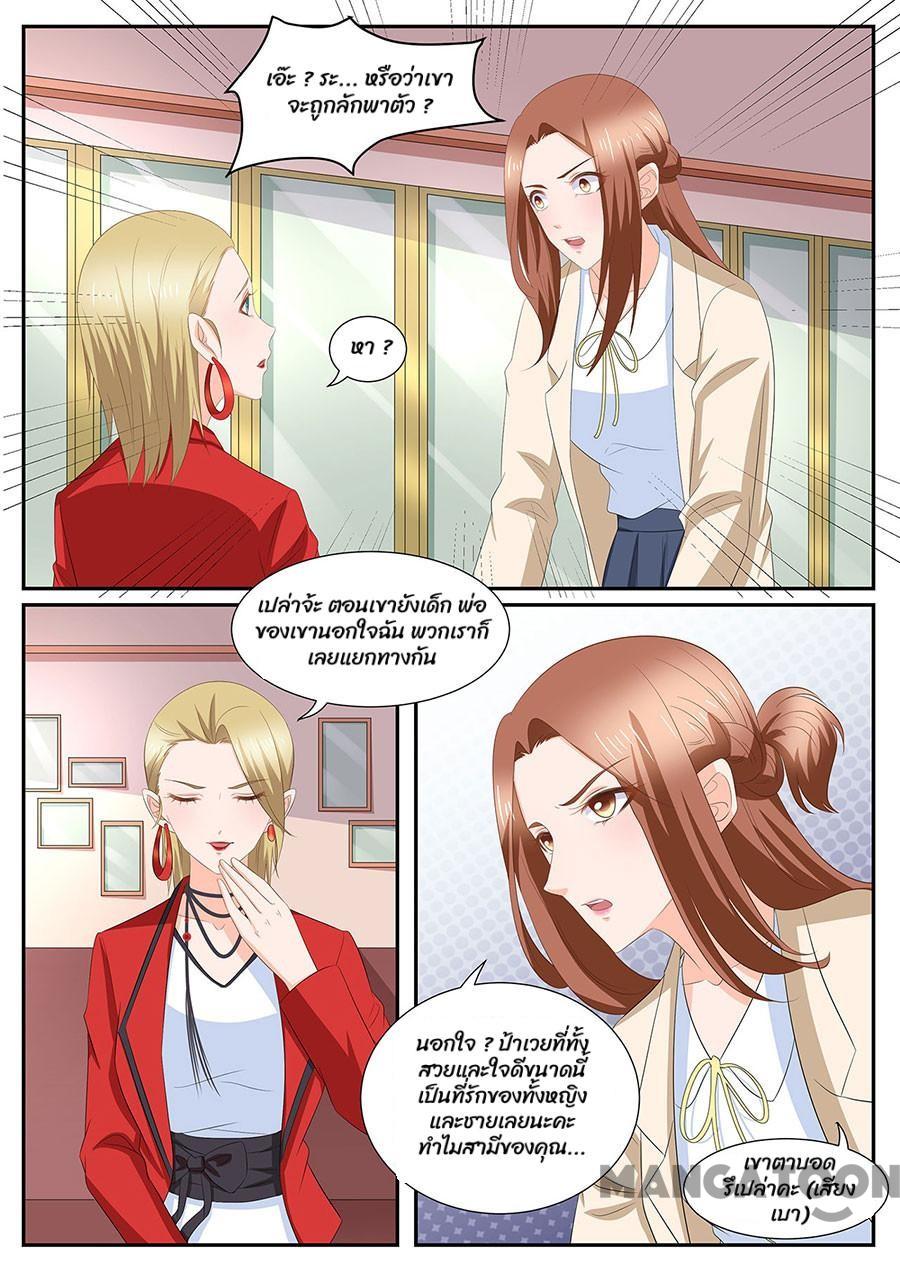 เอ๊ะ ? ระ... หรือว่าเขา
จะถูกลักพาตัว ?
หา ?
เปล่าจ้ะ ตอนเขายังเด็ก พ่อ
ของเขานอกใจฉัน พวกเราก็
เลยแยกทางกัน
นอกใจ ? ป้าเวยที่ทั้ง
สวยและใจดีขนาดนี้
เป็นที่รักของทั้งหญิง
และชายเลยนะคะ
ทำไมสามีของคุณ...
เขาตาบอด
รึเปล่าคะ (เสียง
เบา)
MANGATOON